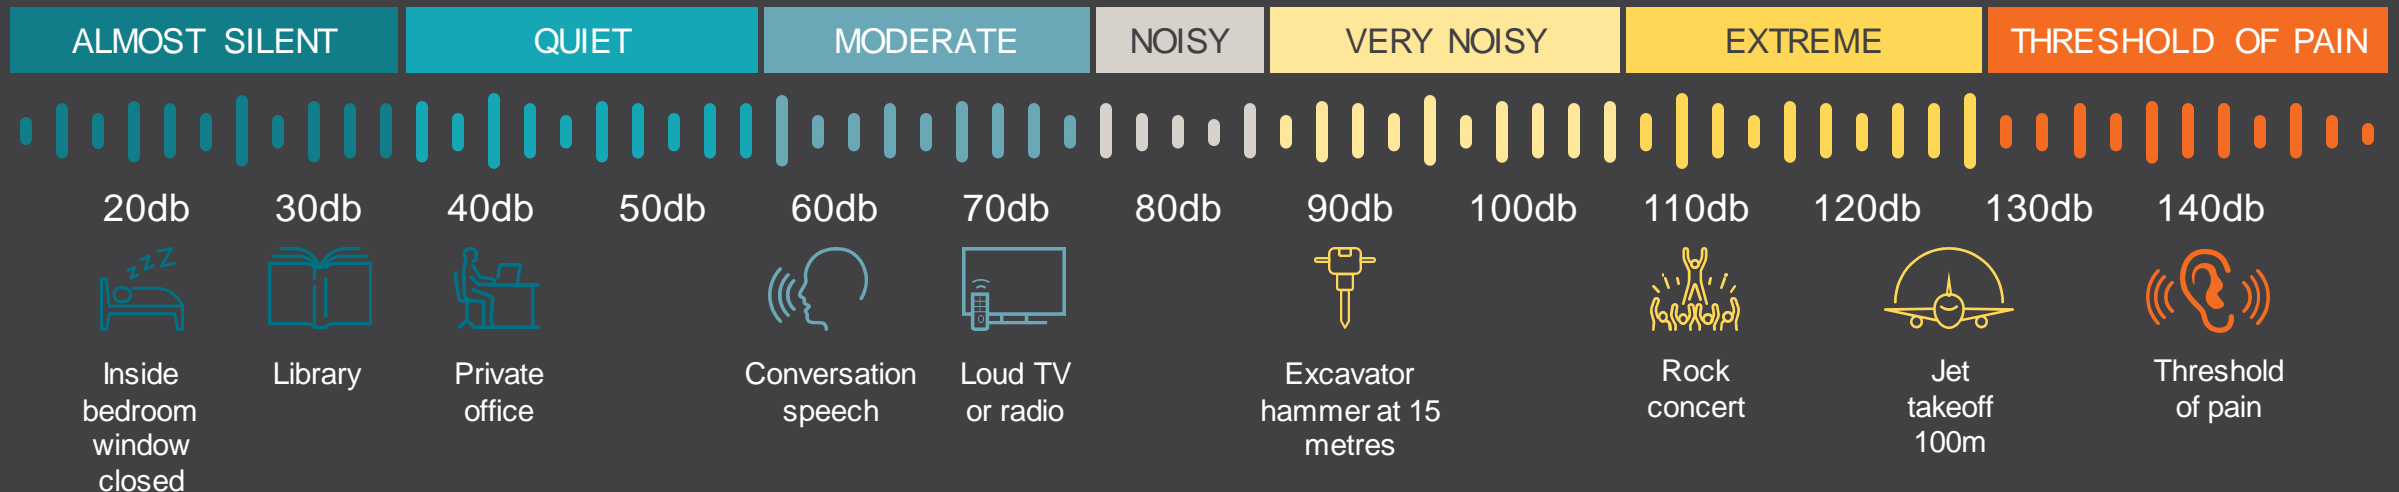 ALMOST SILENT
QUIET
MODERATE
NOISY
VERY NOISY
EXTREME
THRESHOLD OF PAIN
20db
30db
40db
50db
60db
70db
80db
90db
100db
110db
120db
130db
140db
zzz
Inside
bedroom
window
closed
Library
Private
office
Conversation
speech
Loud TV
or radio
Excavator
hammer at 15
metres
Rock
concert
Jet
takeoff
100m
Threshold
of pain